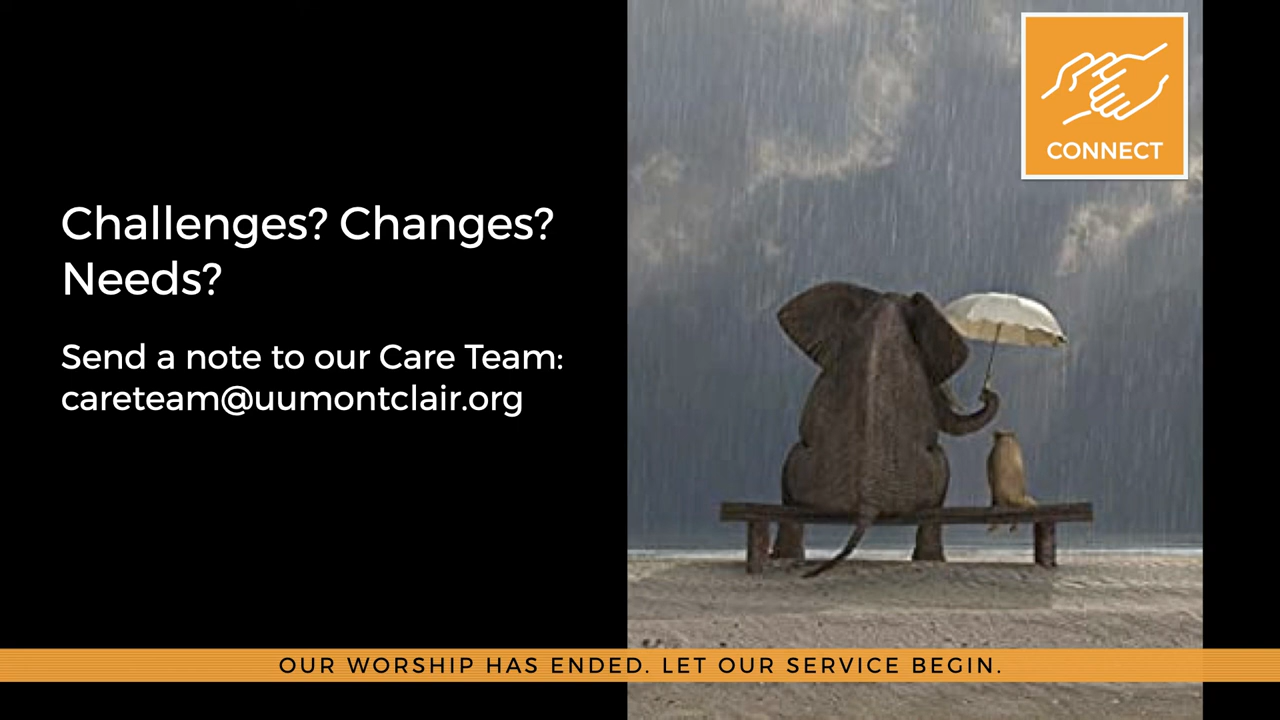 CONNECT
Challenges? Changes?
Needs?
Send a note to our Care Team:
careteam@uumontclair.org
OUR WORSHIP HAS ENDED. LET OUR SERVICE BEGIN.